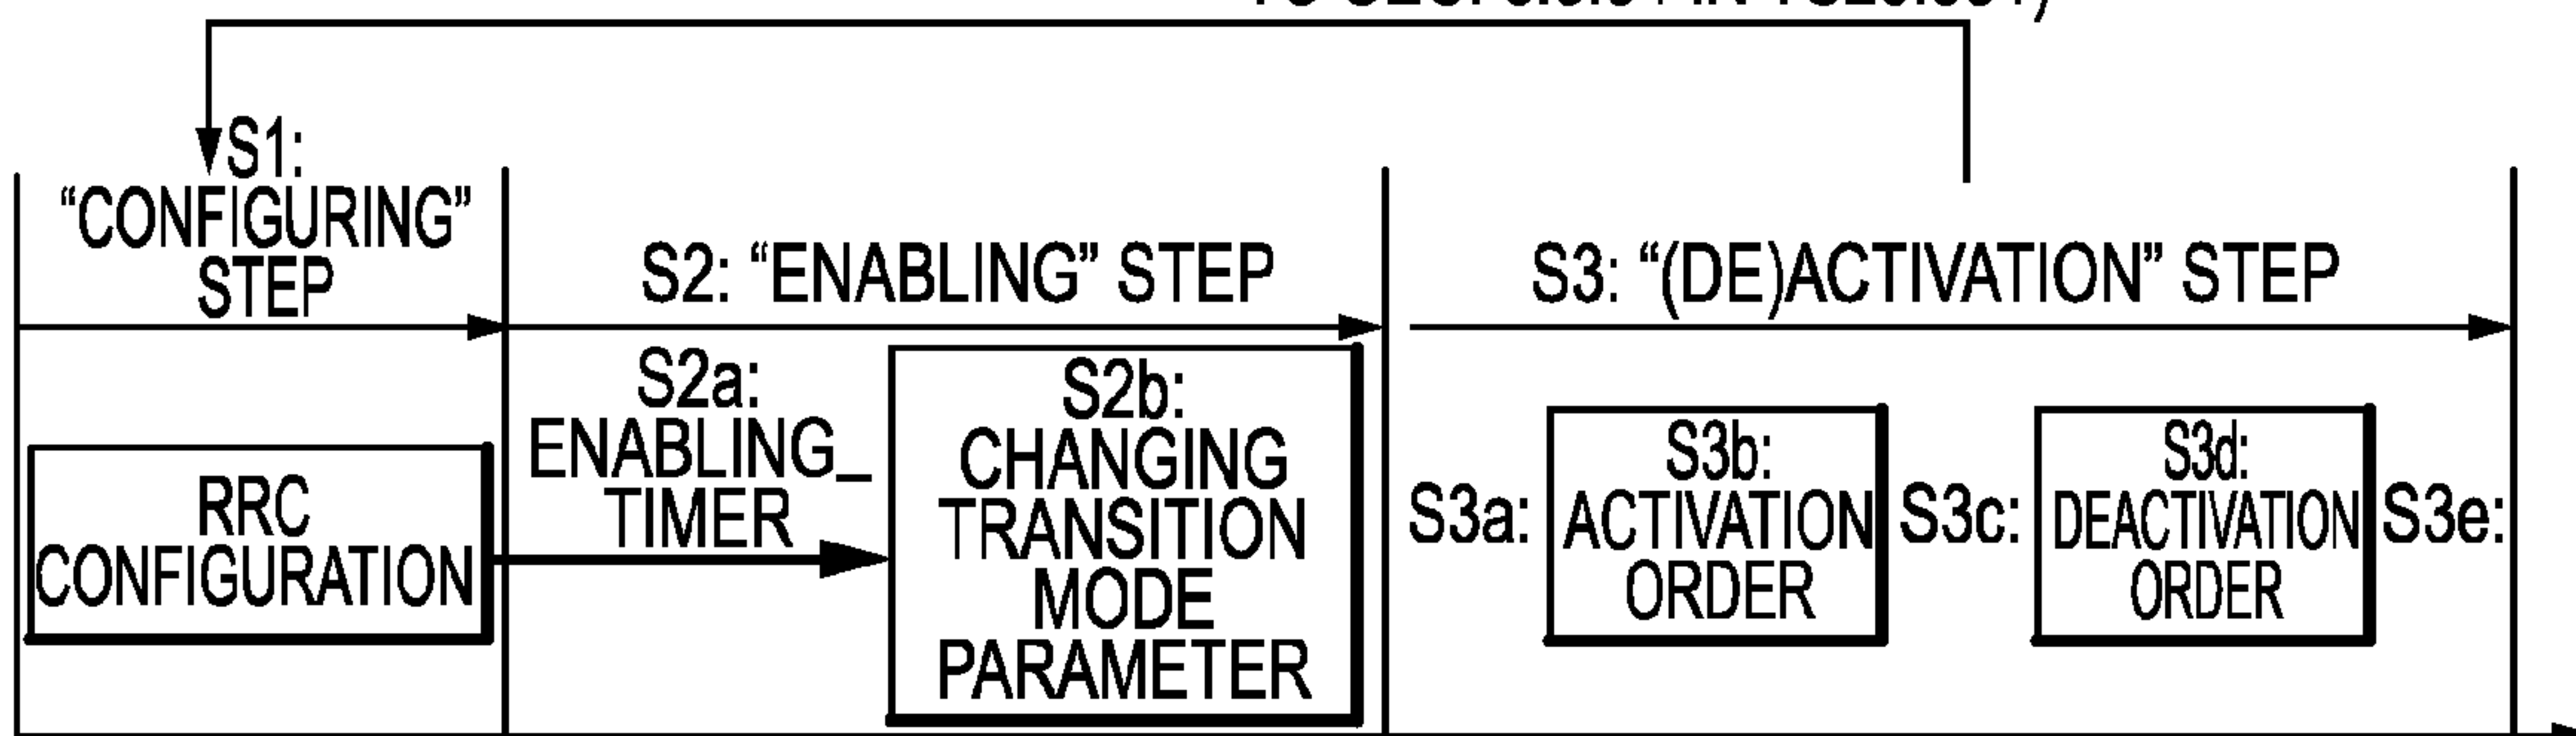 S1:
“CONFIGURING”
STEP
S2: “ENABLING” STEP
S3: “(DE)ACTIVATION” STEP
RRC
CONFIGURATION
S2a:
ENABLING_
TIMER
S2b:
CHANGING
TRANSITION
MODE
PARAMETER
S3a:
S3b:
ACTIVATION
ORDER
S3c:
S3d:
DEACTIVATION
ORDER
S3e: